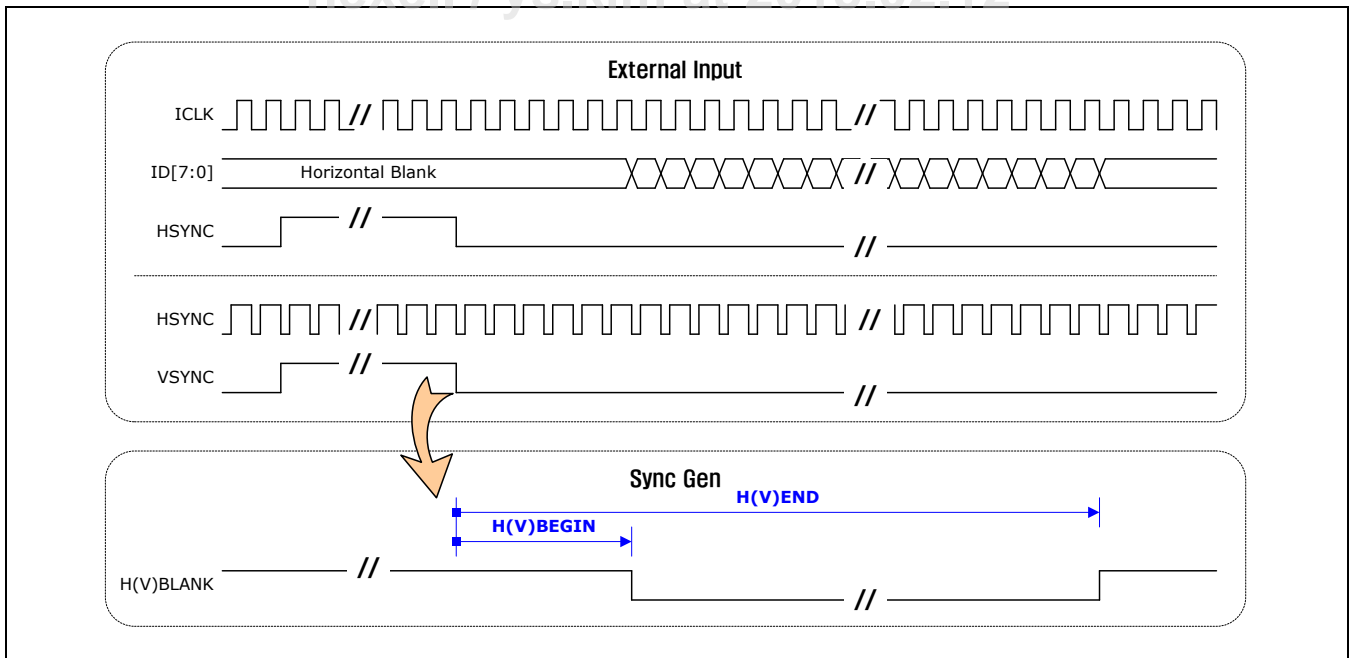 External Input
ICLK
//
//
ID[7:0]
Horizontal Blank
//
HSYNC
//
//
HSYNC
//
//
VSYNC
//
//
Sync Gen
H(V)END
H(V)BEGIN
H(V)BLANK
//
//